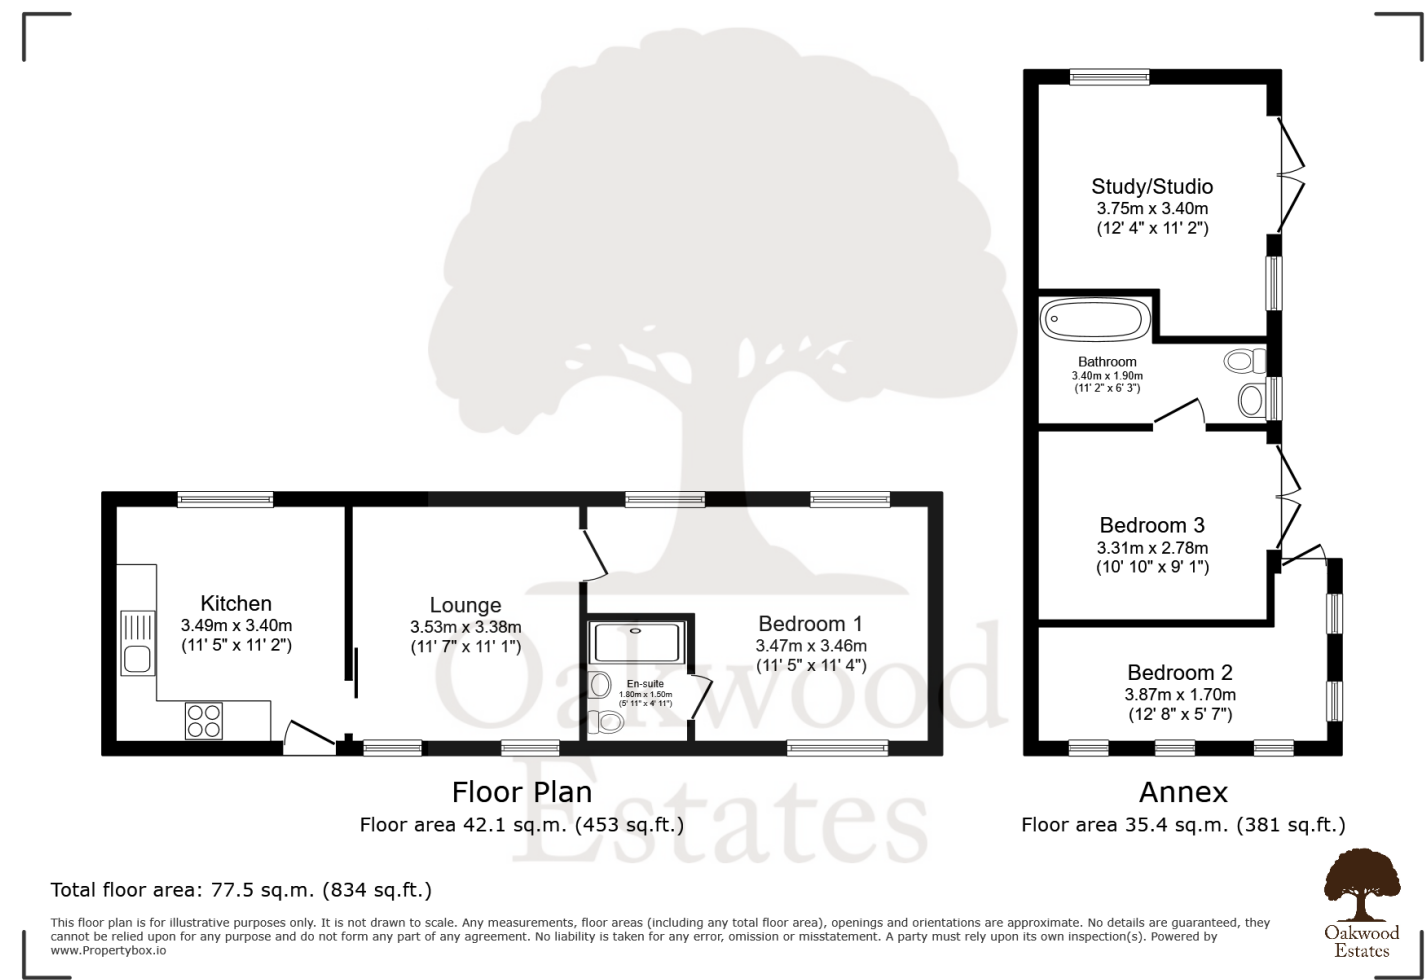 Study/Studio
3.75m x 3.40m
(12' 4" x 11' 2")
Bathroom
3.40m x 1.90m
(11' 2" x 6' 3")
Bedroom 3
3.31m x 2.78m
(10' 10" x 9' 1")
Bedroom 2
3.87m x 1.70m
(12' 8" x 5' 7")
Kitchen
3.49m x 3.40m
(11' 5" x 11' 2")
Lounge
3.53m x 3.38m
(11' 7" x 11' 1")
Bedroom 1
3.47m x 3.46m
(11' 5" x 11' 4")
En-suite
1.80m x 1.50m
(5' 11" x 4' 11")
Oakwood
Estates
Floor Plan
Floor area 42.1 sq.m. (453 sq.ft.)
Annex
Floor area 35.4 sq.m. (381 sq.ft.)
Total floor area: 77.5 sq.m. (834 sq.ft.)
This floor plan is for illustrative purposes only. It is not drawn to scale. Any measurements, floor areas (including any total floor area), openings and orientations are approximate. No details are guaranteed, they
cannot be relied upon for any purpose and do not form any part of any agreement. No liability is taken for any error, omission or misstatement. A party must rely upon its own inspection(s). Powered by
www.Propertybox.io
Oakwood
Estates